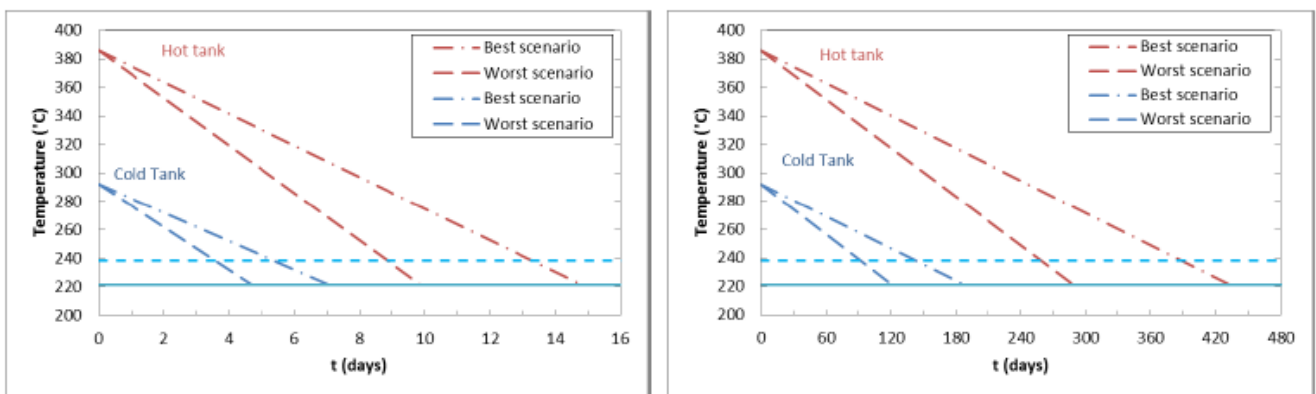 400
380
360
340
320
300
280
260
240
220
200
Temperature (°C)
Hot tank
Cold Tank
Best scenario
Worst scenario
Best scenario
Worst scenario
0 2 4 6 8 10 12 14 16
t (days)
400
380
360
340
320
300
280
260
240
220
200
Temperature (°C)
Hot tank
Cold Tank
Best scenario
Worst scenario
Best scenario
Worst scenario
0 60 120 180 240 300 360 420 480
t (days)